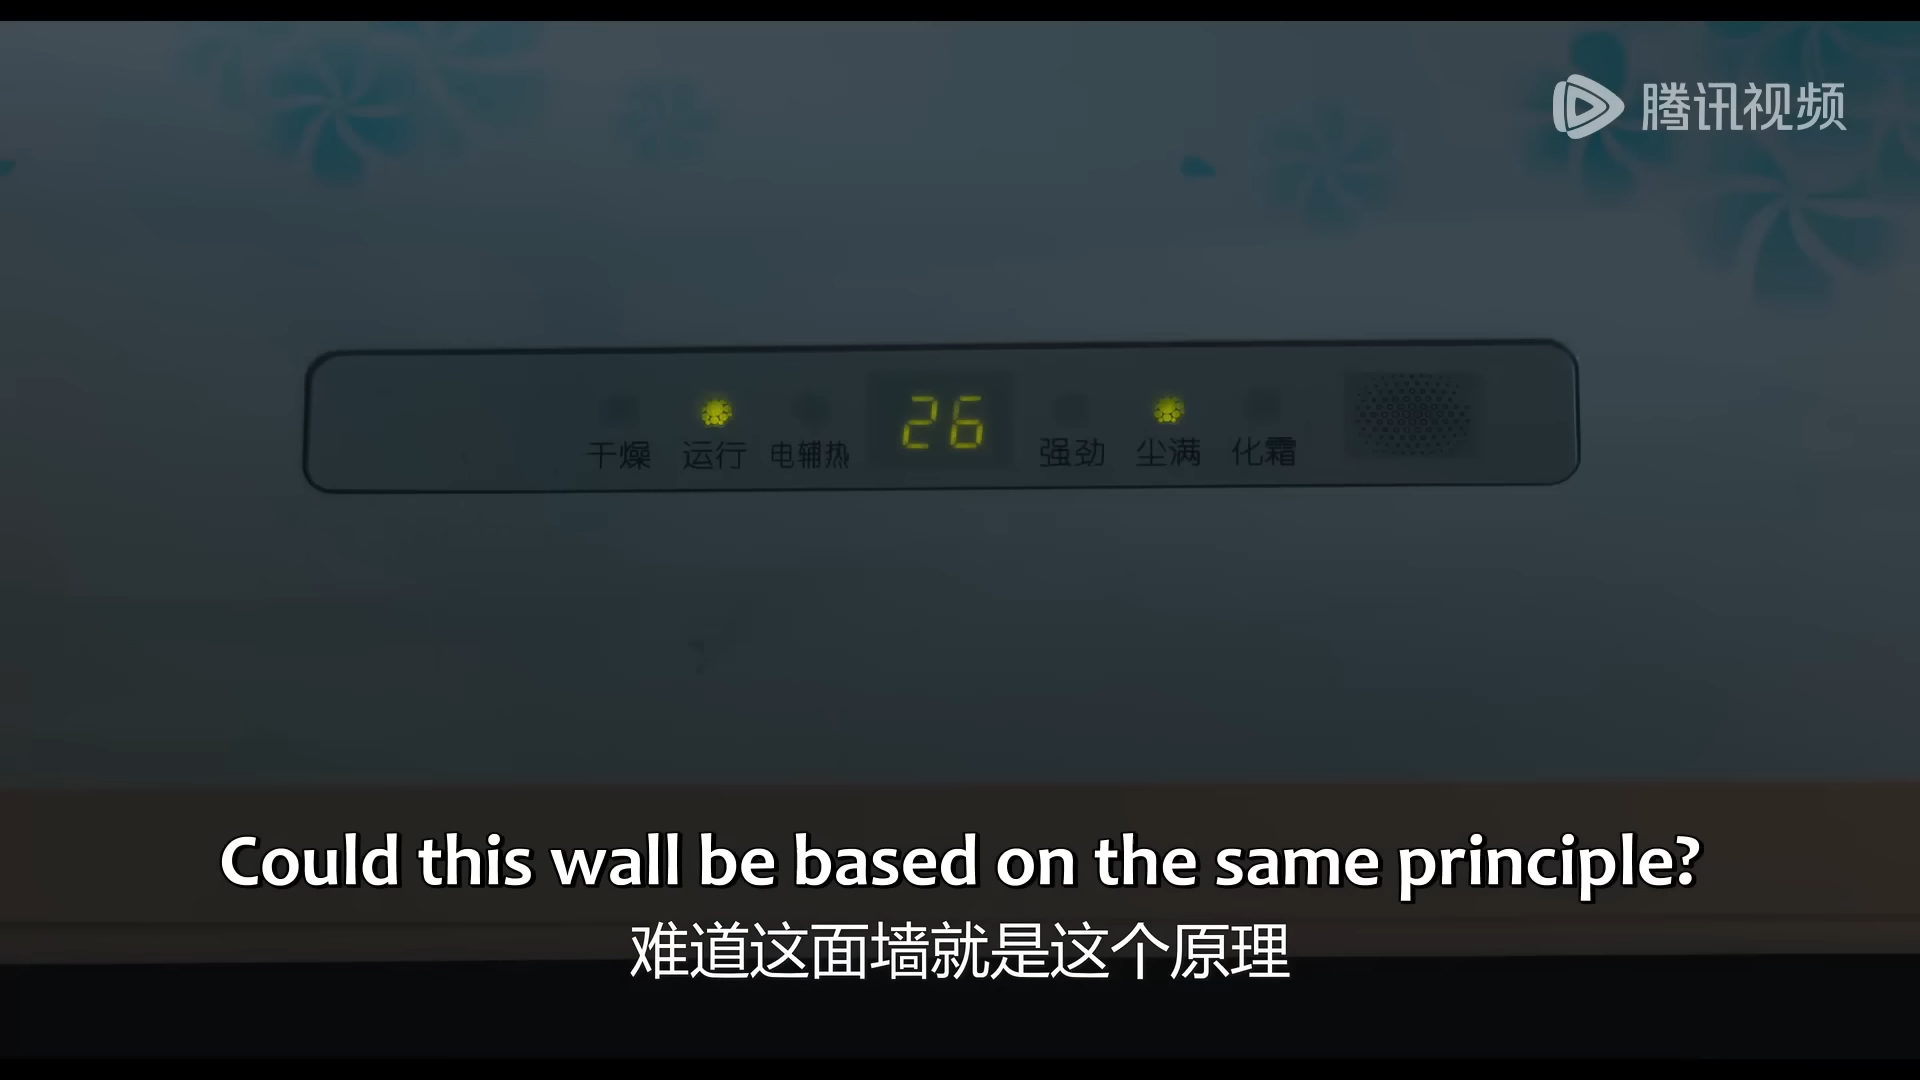 腾讯视频
干燥 运行 电辅热 26 强劲 尘满 化霜
Could this wall be based on the same principle?
难道这面墙就是这个原理